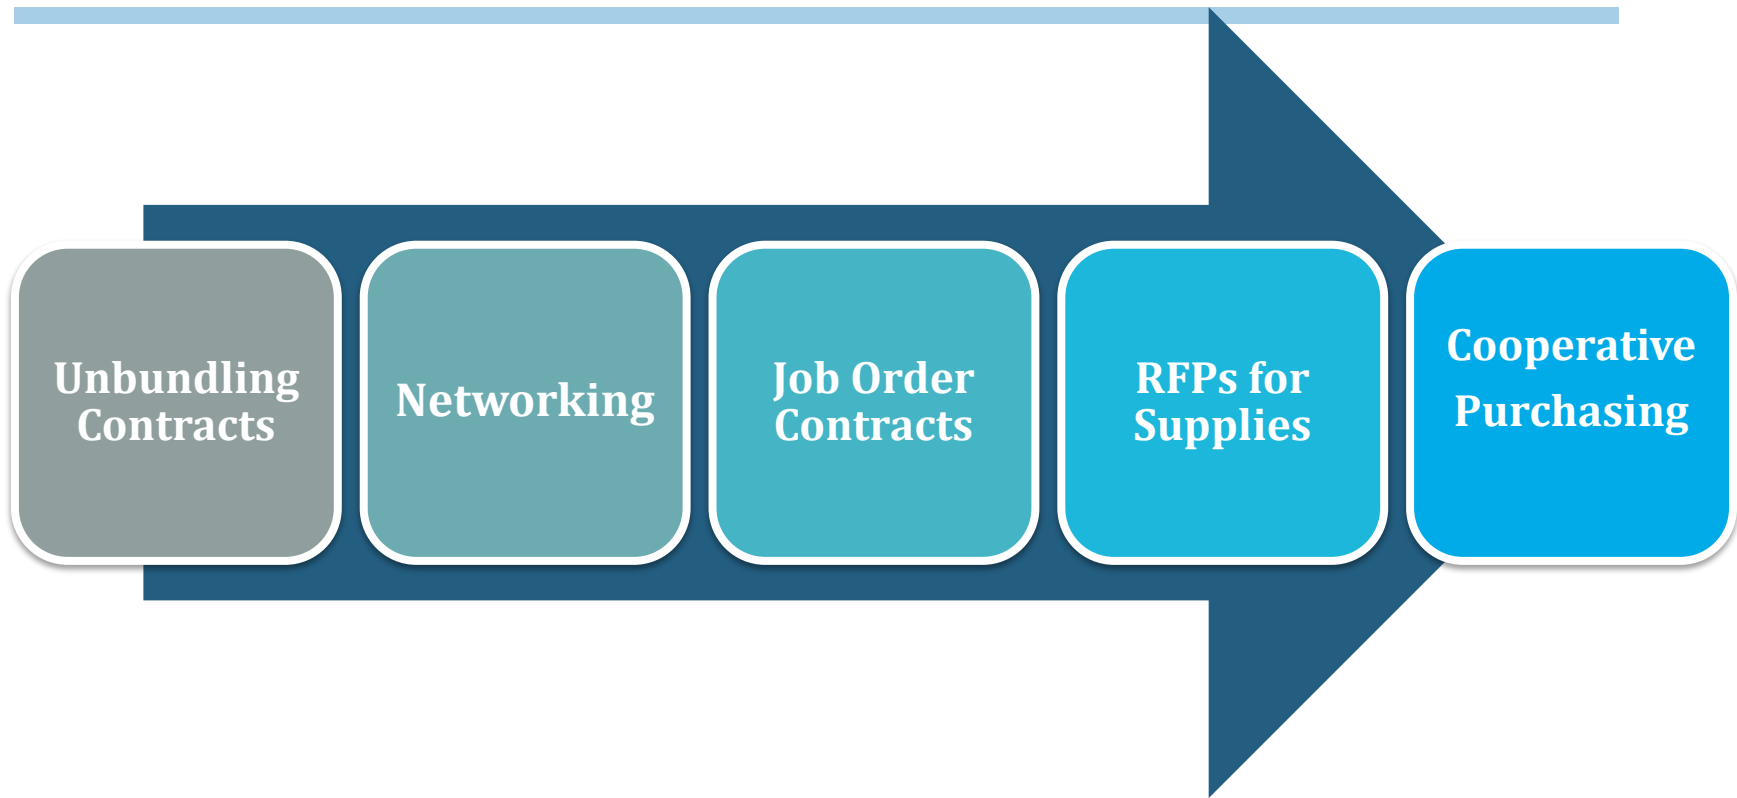 Unbundling
Contracts
Networking
Job Order
Contracts
RFPs for
Supplies
Cooperative
Purchasing